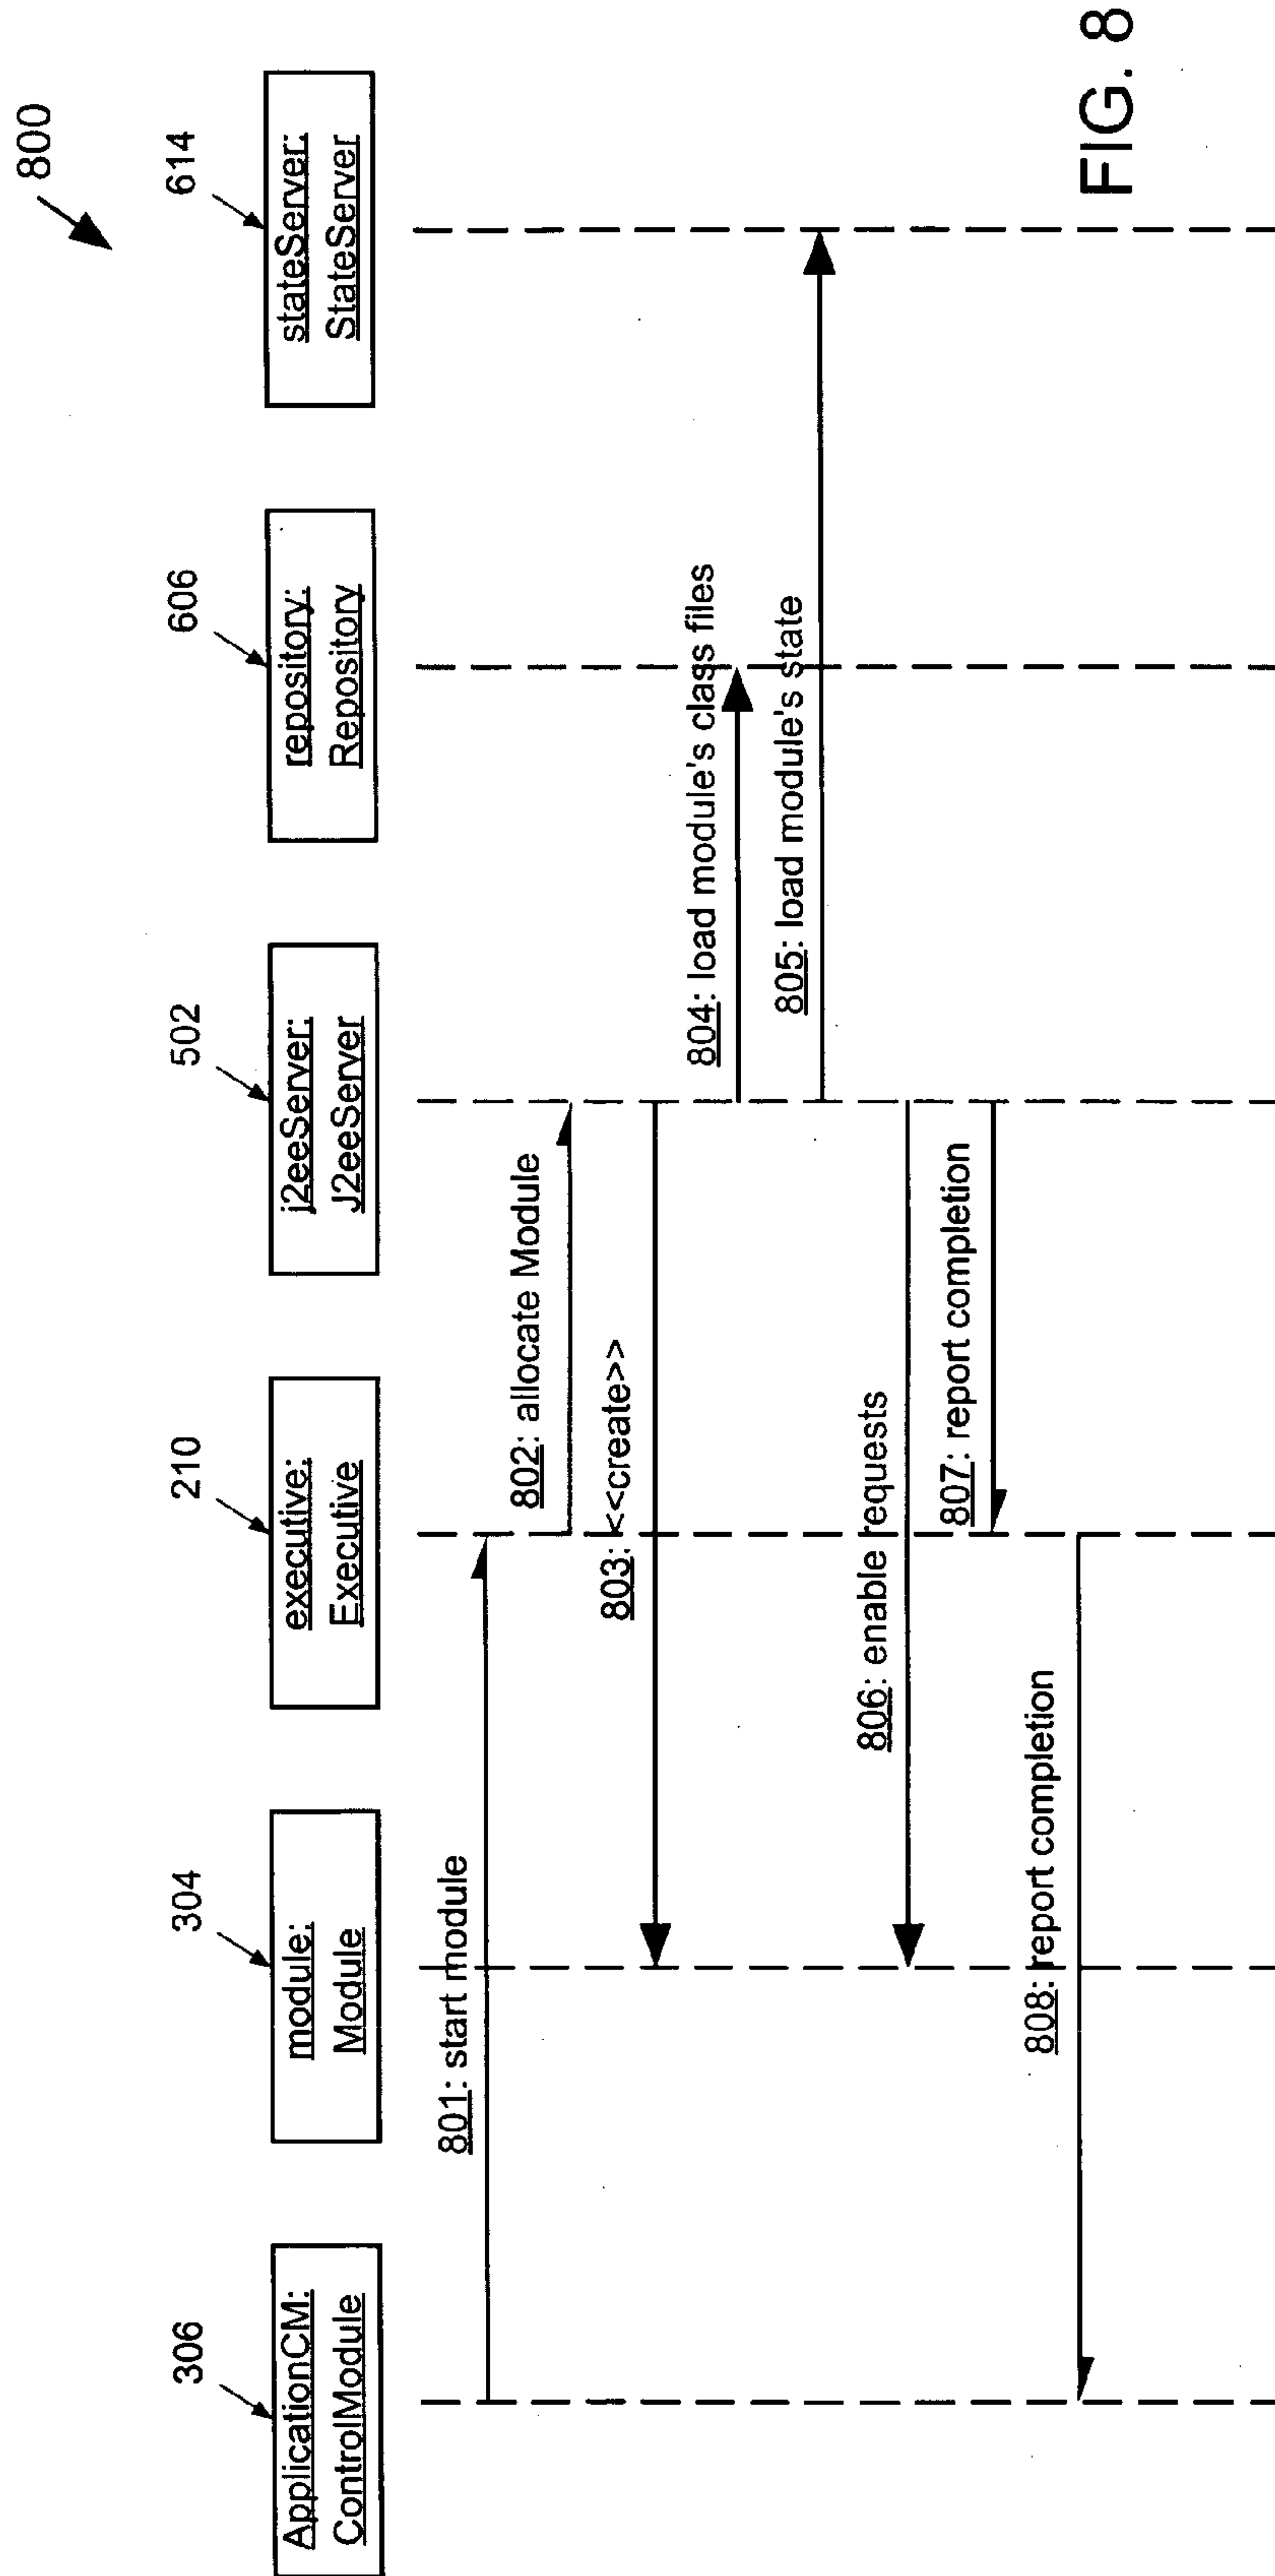 800
306
304
210
502
606
614
ApplicationCM:
ControlModule
module:
Module
executive:
Executive
j2eeServer:
J2eeServer
repository:
Repository
stateServer:
StateServer
801: start module
802: allocate Module
803: <<create>>
804: load module's class files
805: load module's state
806: enable requests
807: report completion
808: report completion
FIG. 8